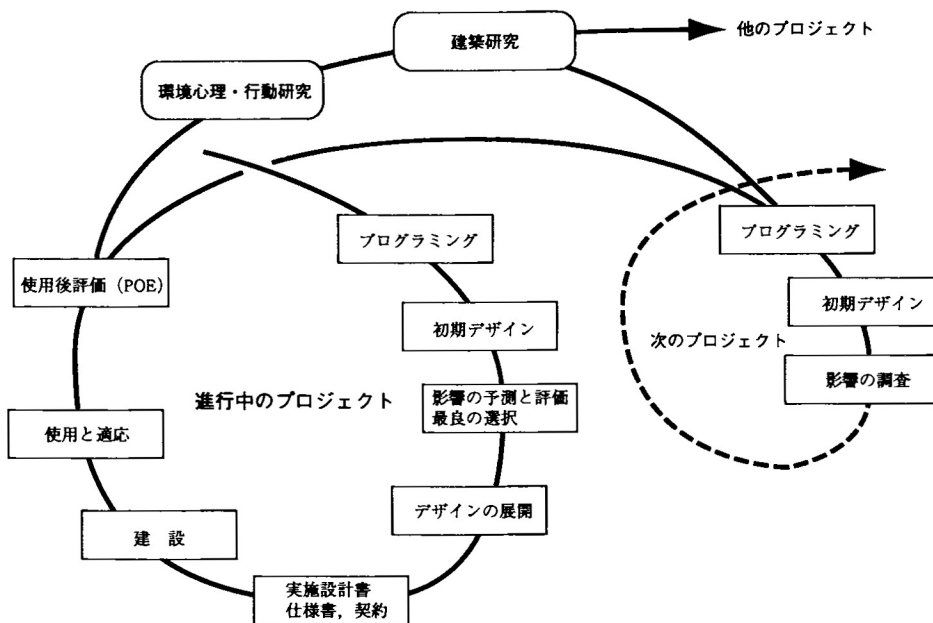 建築研究
他のプロジェクト
環境心理・行動研究
プログラミング
プログラミング
使用後評価（POE）
初期デザイン
初期デザイン
次のプロジェクト
影響の調査
進行中のプロジェクト
影響の予測と評価
最良の選択
使用と適応
デザインの展開
建　設
実施設計書
仕様書，契約